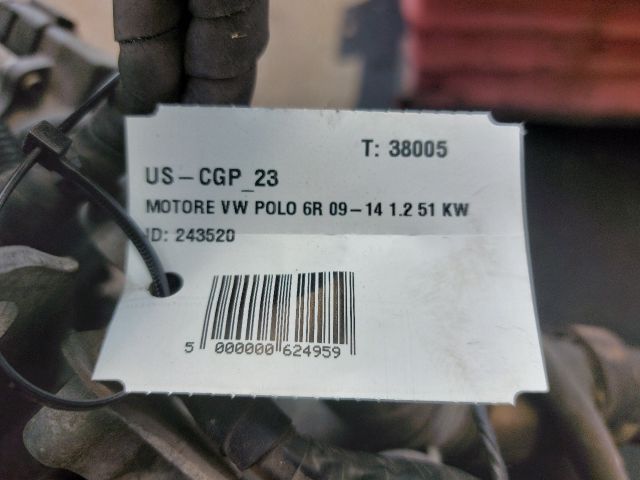 T: 38005
US-CGP_23
MOTORE VW POLO 6R 09-14 1.2 51 KW
ID: 243520
5 000000 624959